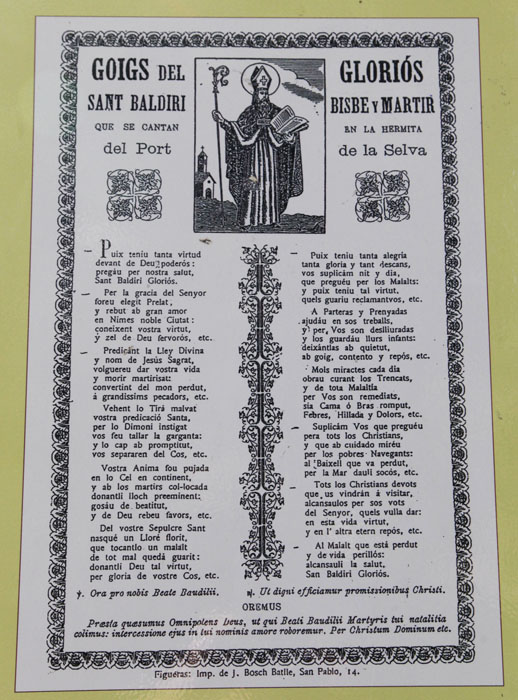 GOIGS DEL GLORIÓS
SANT BALDIRI BISBE Y MARTIR
QUE SE CANTAN EN LA HERMITA
del Port de la Selva
Puix teniu tanta virtud
devant de Deu poderós:
pregáu per nostra salut,
Sant Baldiri Gloriós.
Per la gracia del Senyor
foreu elegit Prelat,
y rebut ab gran amor
en Nimes noble Ciutat:
coneixent vostra virtut,
y zel de Deu fervorós, etc.
Predicánt la Lley Divina
y nom de Jesús Sagrat,
volguereu dar vostra vida
y morir martirisat:
convertint del mon perdut,
á grandíssims pecadors, etc.
Vehent lo Tirá malvat
vostra predicació Santa,
per lo Dimoni instigat
vos feu tallar la garganta:
y lo cap ab promptitut,
vos separaren del Cos, etc.
Vostra Anima fou pujada
en lo Cel en continent,
y ab los martirs col-locada
donantli lloch preeminent:
gosáu de beatitut,
y de Deu rebeu favors, etc.
Del vostre Sepulcre Sant
nasqué un Lloré florit,
que tocantlo un malalt
de tot mal quedá guarit:
donantli Deu tal virtut,
per gloria de vostre Cos, etc.
Puix teniu tanta alegría
tanta gloria y tant descans,
vos suplicám nit y dia,
que preguéu per los Malalts:
y puix teniu tal virtut,
quels guariu reclamantvos, etc.
A Parteras y Prenyadas
ajudáu en sos treballs,
y per Vos son desiliuradas
y los guardáu llurs infants:
deixántlas ab quietut,
ab goig, contento y repós, etc.
Mols miractes cada dia
obrau curant los Trencats,
y de tota Malaltia
per Vos son remediats,
sia Cama ó Bras romput,
Febres, Hillada y Dolors, etc.
Suplicám Vos que preguéu
pera tots los Christians,
y que ab cuidado miréu
per los pobres Navegants:
al Baixell que va perdut,
per la Mar dauli socós, etc.
Tots los Christians devots
que us vindrán á visitar,
alcansaulos per sos vots
del Senyor, quels vulla dar:
en esta vida virtut,
y en l' altra etern repós, etc.
Al Malalt que está perdut
y de vida perillós:
alcansauli la salut,
San Baldiri Gloriós.
℣. Ora pro nobis Beate Baudilii. ℟. Ut digni efficiamur promissionibus Christi.
OREMUS
Præsta quæsumus Omnipotens Deus, ut qui Beati Baudilii Martyris tui natalitia
colimus: intercessione ejus in tui nominis amore roboremur. Per Christum Dominum etc.
Figueras: Imp. de J. Bosch Batlle, San Pablo, 14.